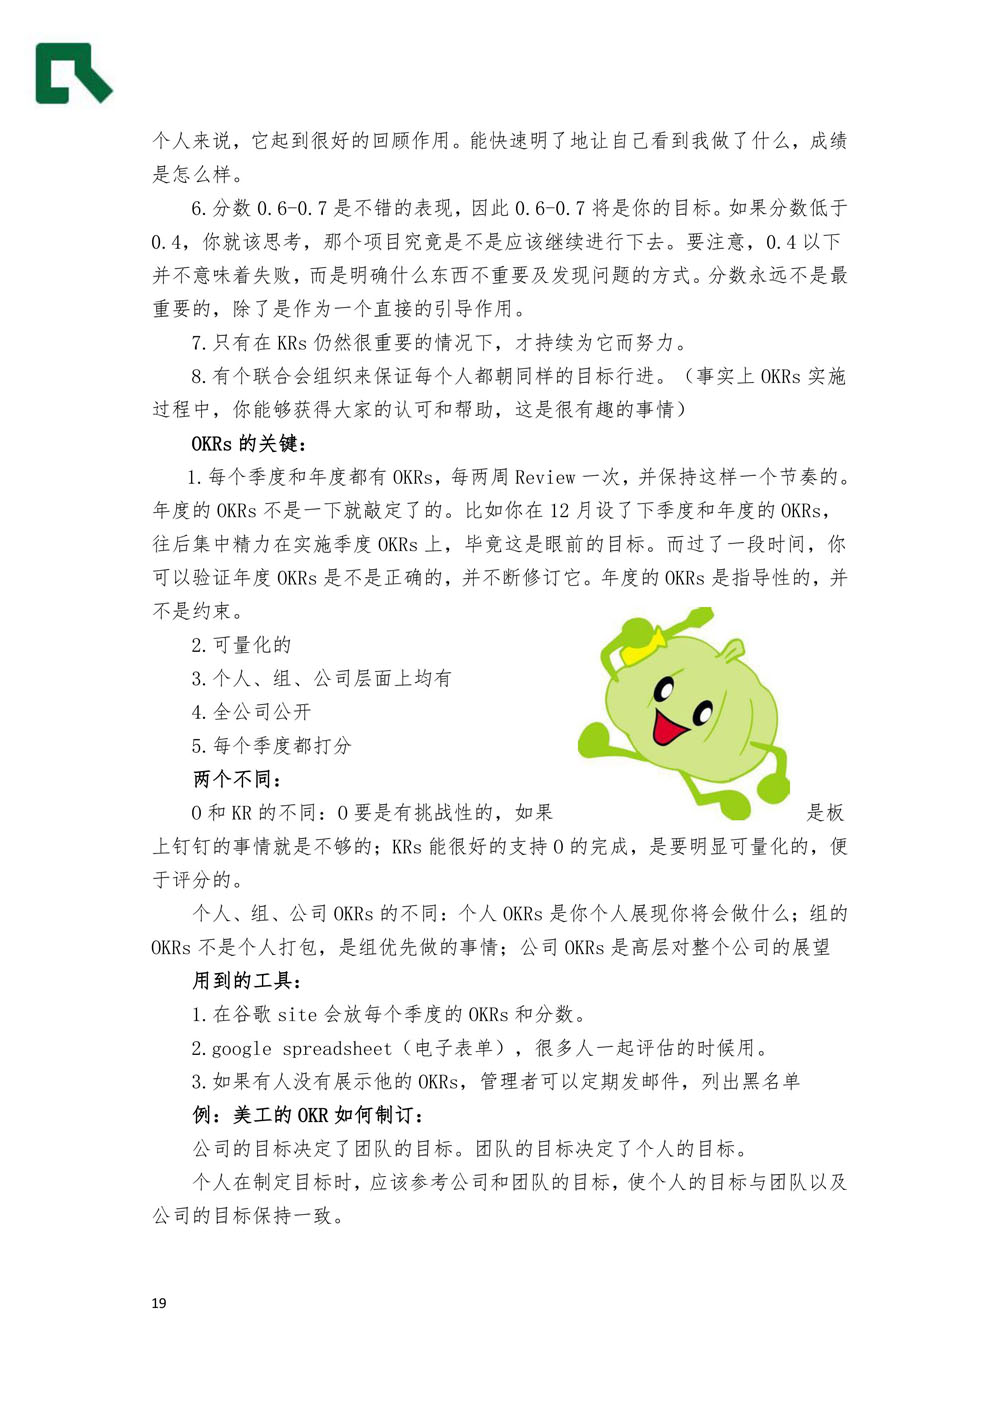 个人来说，它起到很好的回顾作用。能快速明了地让自己看到我做了什么，成绩
是怎么样。
6.分数 0.6-0.7 是不错的表现，因此 0.6-0.7 将是你的目标。如果分数低于
0.4，你就该思考，那个项目究竟是不是应该继续进行下去。要注意，0.4 以下
并不意味着失败，而是明确什么东西不重要及发现问题的方式。分数永远不是最
重要的，除了是作为一个直接的引导作用。
7.只有在 KRs 仍然很重要的情况下，才持续为它而努力。
8.有个联合会组织来保证每个人都朝同样的目标行进。（事实上 OKRs 实施
过程中，你能够获得大家的认可和帮助，这是很有趣的事情）
OKRs 的关键：
1.每个季度和年度都有 OKRs，每两周 Review 一次，并保持这样一个节奏的。
年度的 OKRs 不是一下就敲定了的。比如你在 12 月设了下季度和年度的 OKRs，
往后集中精力在实施季度 OKRs 上，毕竟这是眼前的目标。而过了一段时间，你
可以验证年度 OKRs 是不是正确的，并不断修订它。年度的 OKRs 是指导性的，并
不是约束。
2.可量化的
3.个人、组、公司层面上均有
4.全公司公开
5.每个季度都打分
两个不同：
O 和 KR 的不同：O 要是有挑战性的，如果是板
上钉钉的事情就是不够的；KRs 能很好的支持 O 的完成，是要明显可量化的，便
于评分的。
个人、组、公司 OKRs 的不同：个人 OKRs 是你个人展现你将会做什么；组的
OKRs 不是个人打包，是组优先做的事情；公司 OKRs 是高层对整个公司的展望
用到的工具：
1.在谷歌 site 会放每个季度的 OKRs 和分数。
2.google spreadsheet（电子表单），很多人一起评估的时候用。
3.如果有人没有展示他的 OKRs，管理者可以定期发邮件，列出黑名单
例：美工的 OKR 如何制订：
公司的目标决定了团队的目标。团队的目标决定了个人的目标。
个人在制定目标时，应该参考公司和团队的目标，使个人的目标与团队以及
公司的目标保持一致。
19